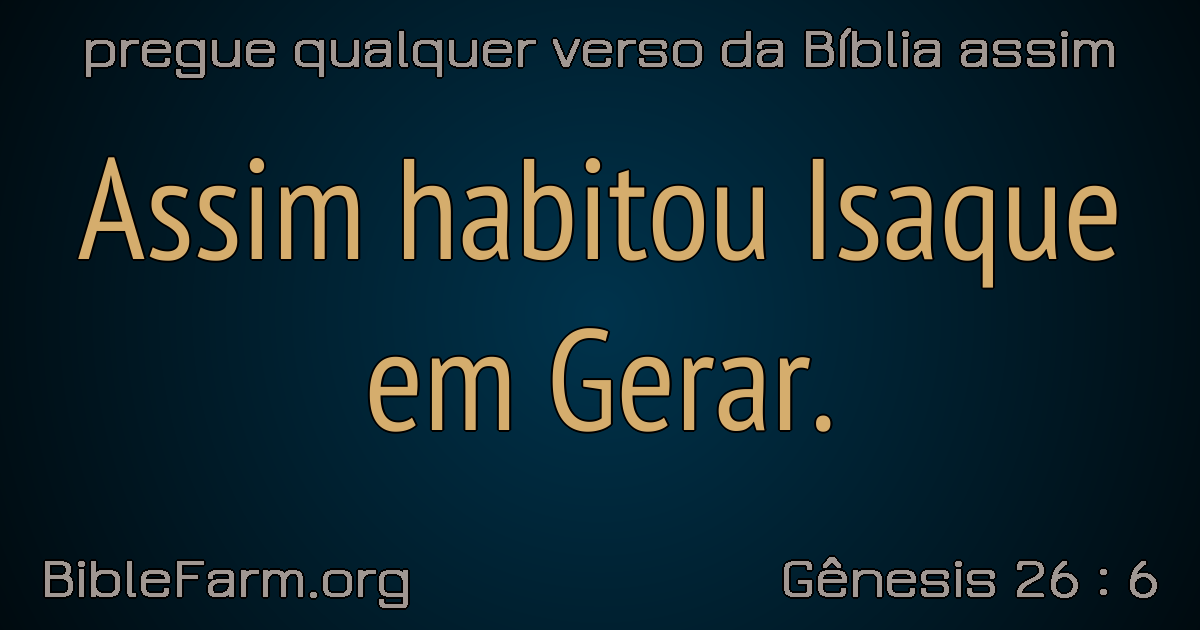 pregue qualquer verso da Bíblia assim
Assim habitou Isaque
em Gerar.
BibleFarm.org
Gênesis 26 : 6